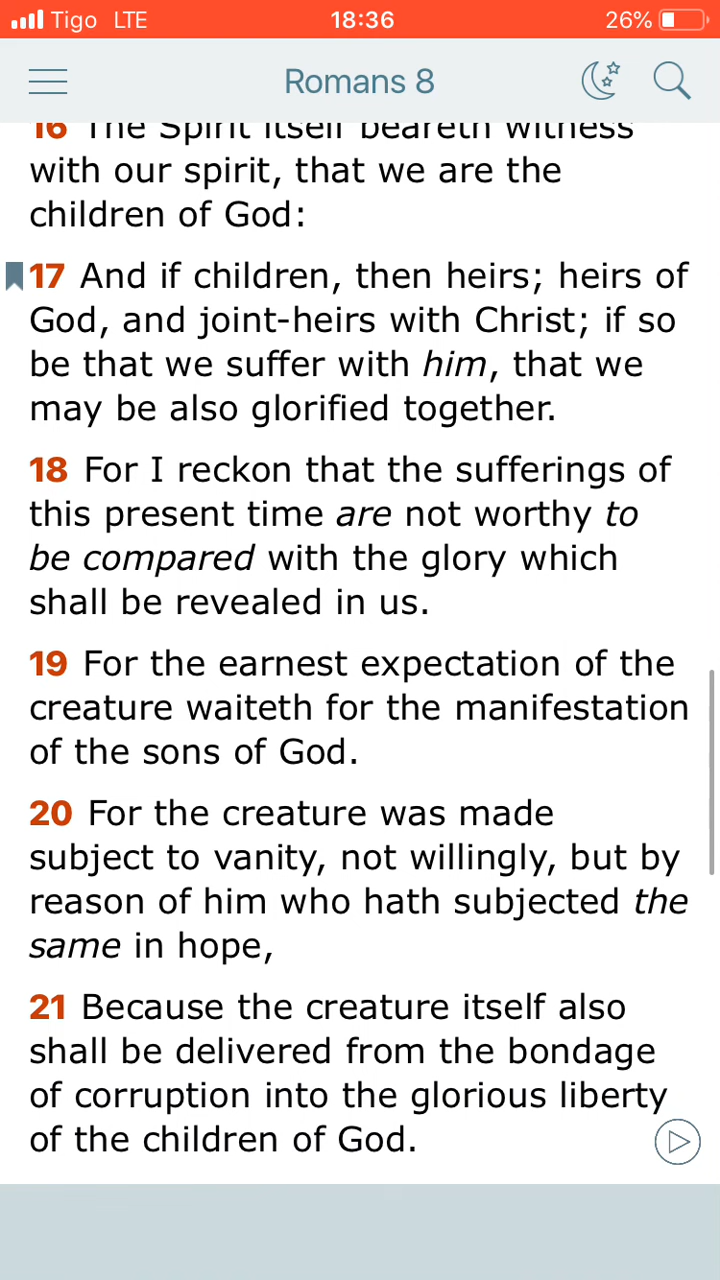 Tigo LTE 18:36 26%
Romans 8
16 The Spirit itself beareth witness
with our spirit, that we are the
children of God:
17 And if children, then heirs; heirs of
God, and joint-heirs with Christ; if so
be that we suffer with him, that we
may be also glorified together.
18 For I reckon that the sufferings of
this present time are not worthy to
be compared with the glory which
shall be revealed in us.
19 For the earnest expectation of the
creature waiteth for the manifestation
of the sons of God.
20 For the creature was made
subject to vanity, not willingly, but by
reason of him who hath subjected the
same in hope,
21 Because the creature itself also
shall be delivered from the bondage
of corruption into the glorious liberty
of the children of God.